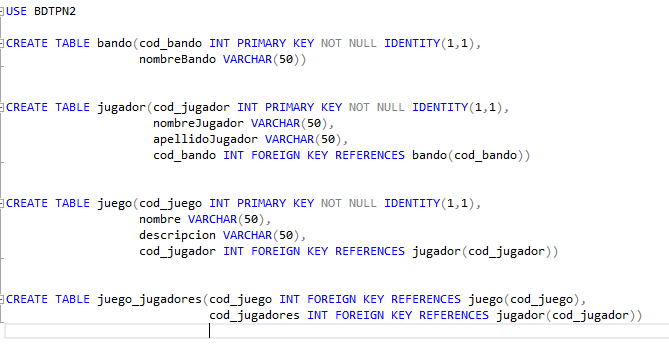 USE BDTPN2
CREATE TABLE bando(cod_bando INT PRIMARY KEY NOT NULL IDENTITY(1,1),
nombreBando VARCHAR(50))
CREATE TABLE jugador(cod_jugador INT PRIMARY KEY NOT NULL IDENTITY(1,1),
nombreJugador VARCHAR(50),
apellidoJugador VARCHAR(50),
cod_bando INT FOREIGN KEY REFERENCES bando(cod_bando))
CREATE TABLE juego(cod_juego INT PRIMARY KEY NOT NULL IDENTITY(1,1),
nombre VARCHAR(50),
descripcion VARCHAR(50),
cod_jugador INT FOREIGN KEY REFERENCES jugador(cod_jugador))
CREATE TABLE juego_jugadores(cod_juego INT FOREIGN KEY REFERENCES juego(cod_juego),
cod_jugadores INT FOREIGN KEY REFERENCES jugador(cod_jugador))